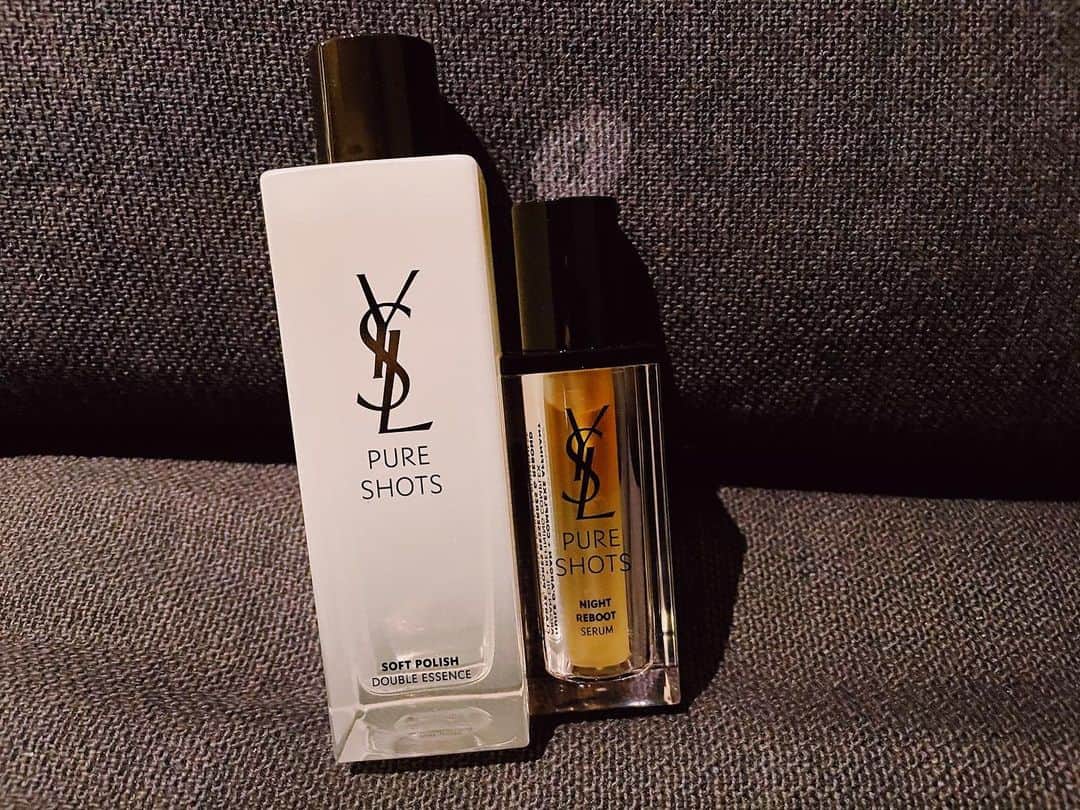 YSL
PURE
SHOTS
SOFT POLISH
DOUBLE ESSENCE
YSL
PURE
SHOTS
NIGHT
REBOOT
SERUM